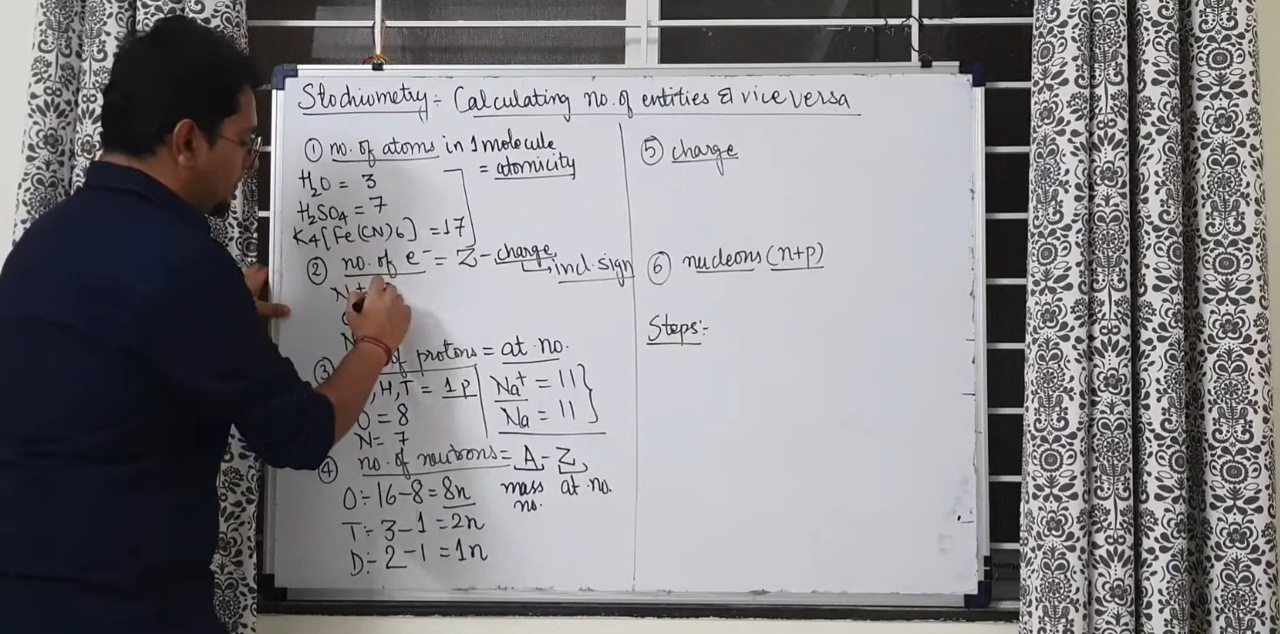 Stochiometry:- Calculating no. of entities & vice versa
① no. of atoms in 1 molecule
= atomicity
H₂O = 3
H₂SO₄ = 7
K₄[Fe(CN)₆] = 17
② no. of e⁻ = Z - charge
incl. sign
③ of protons = at. no.
H, T = 1p
O = 8
N = 7
Na⁺ = 11
Na = 11
④ no. of neutrons = A - Z
mass no.
at. no.
O:- 16-8 = 8n
T:- 3-1 = 2n
D:- 2-1 = 1n
⑤ charge
⑥ nucleons (n+p)
Steps:-